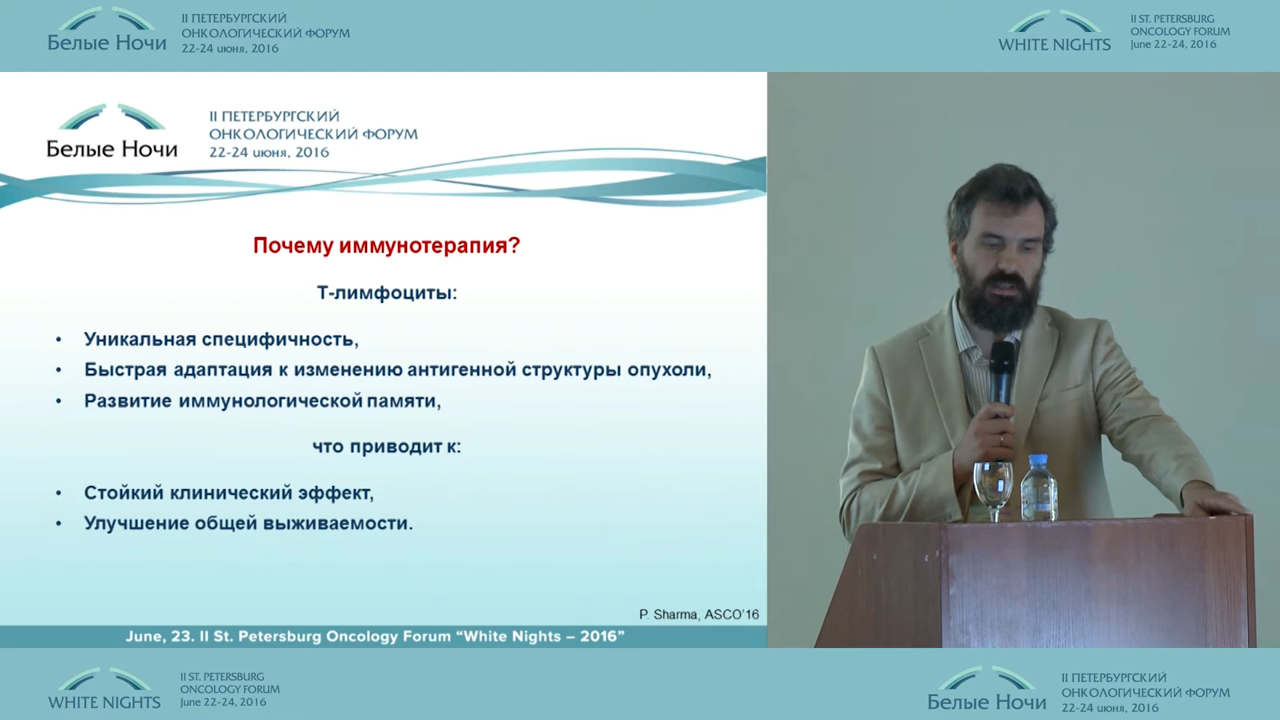 Белые Ночи
II ПЕТЕРБУРГСКИЙ
ОНКОЛОГИЧЕСКИЙ ФОРУМ
22-24 июня, 2016
WHITE NIGHTS
II ST. PETERSBURG
ONCOLOGY FORUM
June 22-24, 2016
Белые Ночи
II ПЕТЕРБУРГСКИЙ
ОНКОЛОГИЧЕСКИЙ ФОРУМ
22-24 июня, 2016
Почему иммунотерапия?
Т-лимфоциты:
• Уникальная специфичность,
• Быстрая адаптация к изменению антигенной структуры опухоли,
• Развитие иммунологической памяти,
что приводит к:
• Стойкий клинический эффект,
• Улучшение общей выживаемости.
P. Sharma, ASCO'16
June, 23. II St. Petersburg Oncology Forum “White Nights – 2016”
WHITE NIGHTS
II ST. PETERSBURG
ONCOLOGY FORUM
June 22-24, 2016
Белые Ночи
II ПЕТЕРБУРГСКИЙ
ОНКОЛОГИЧЕСКИЙ ФОРУМ
22-24 июня, 2016